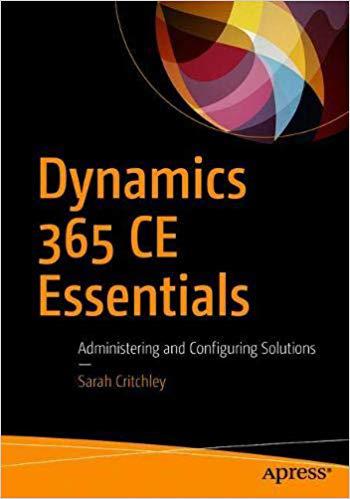 Dynamics
365 CE
Essentials
Administering and Configuring Solutions
—
Sarah Critchley
Apress®